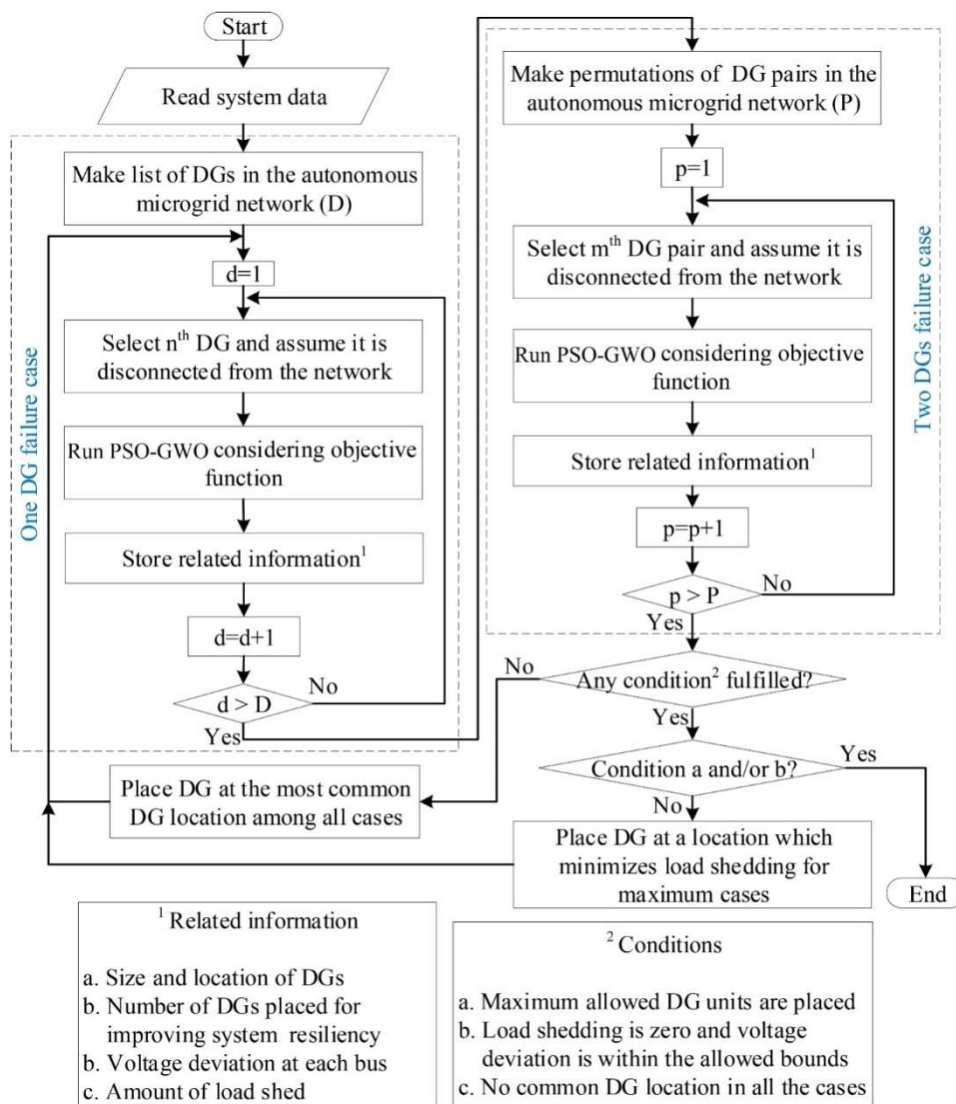 Start
Read system data
One DG failure case
Make list of DGs in the autonomous
microgrid network (D)
d=1
Select nth DG and assume it is
disconnected from the network
Run PSO-GWO considering objective
function
Store related information1
d=d+1
d > D
No
Yes
Two DGs failure case
Make permutations of DG pairs in the
autonomous microgrid network (P)
p=1
Select mth DG pair and assume it is
disconnected from the network
Run PSO-GWO considering objective
function
Store related information1
p=p+1
p > P
No
Yes
Any condition2 fulfilled?
No
Yes
Condition a and/or b?
Yes
No
Place DG at the most common
DG location among all cases
Place DG at a location which
minimizes load shedding for
maximum cases
End
1 Related information
a. Size and location of DGs
b. Number of DGs placed for
improving system resiliency
b. Voltage deviation at each bus
c. Amount of load shed
2 Conditions
a. Maximum allowed DG units are placed
b. Load shedding is zero and voltage
deviation is within the allowed bounds
c. No common DG location in all the cases